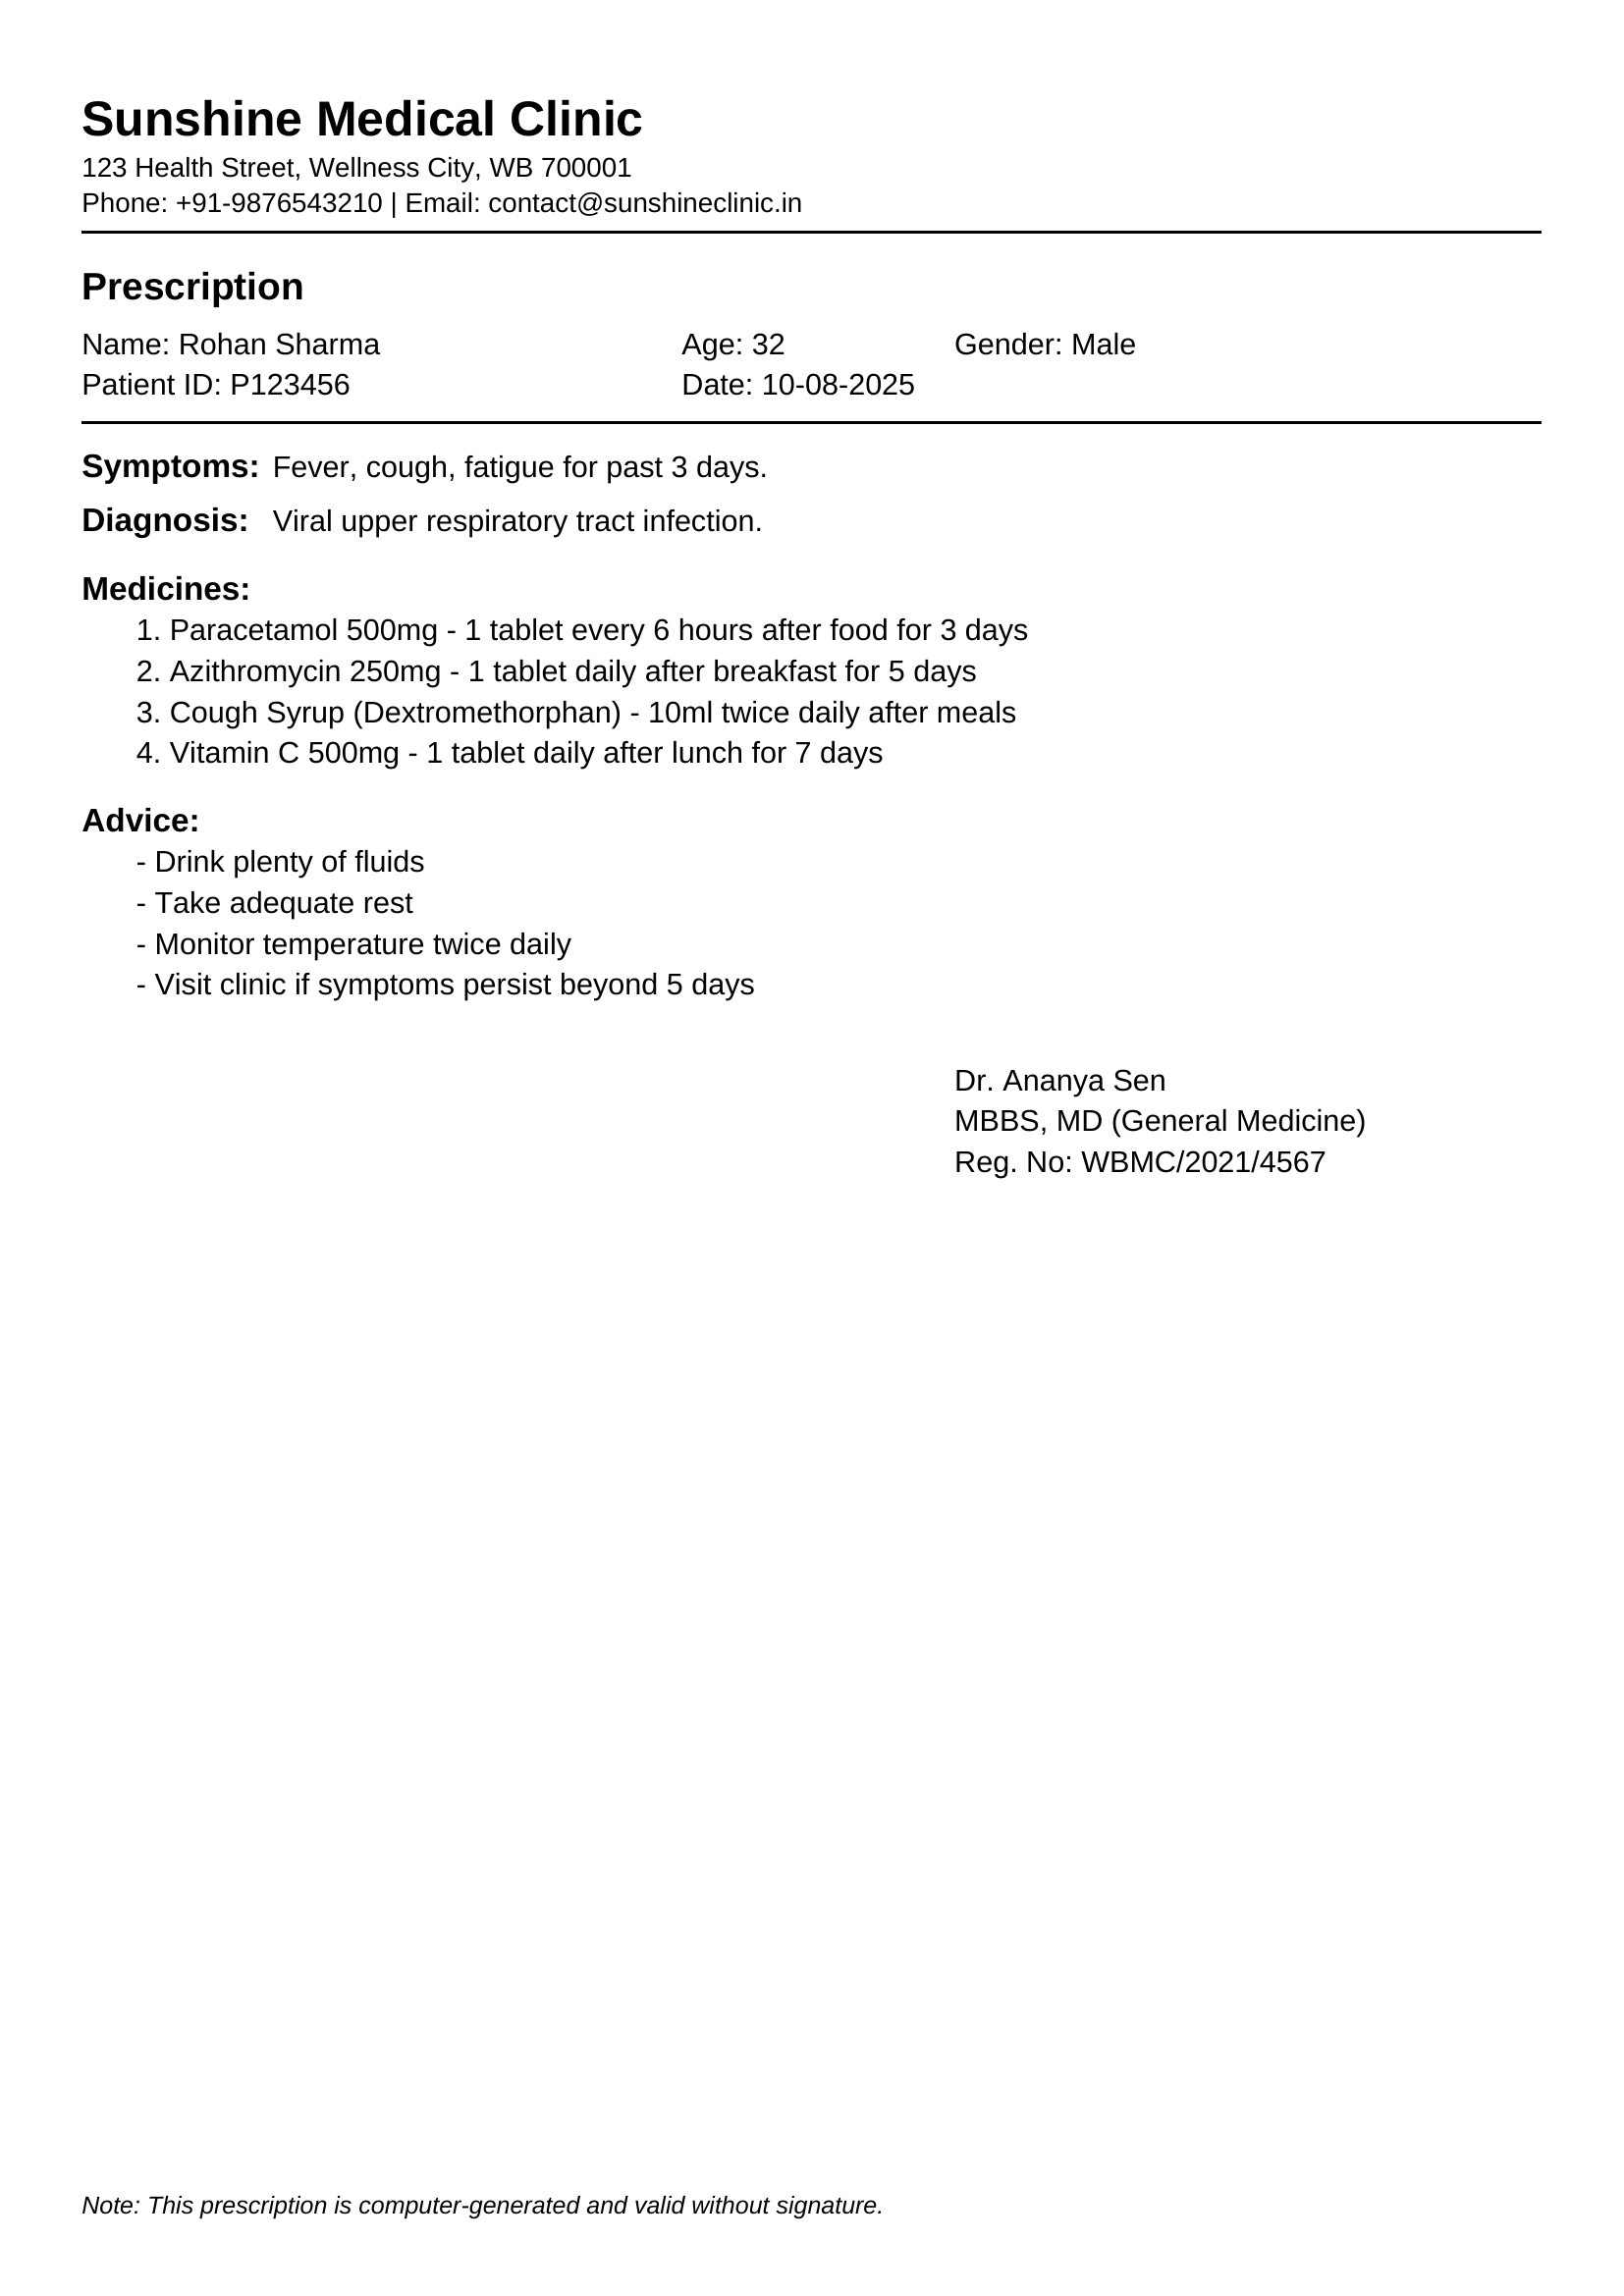 Sunshine Medical Clinic
123 Health Street, Wellness City, WB 700001
Phone: +91-9876543210 | Email: contact@sunshineclinic.in
Prescription
Name: Rohan Sharma Age: 32 Gender: Male
Patient ID: P123456 Date: 10-08-2025
Symptoms: Fever, cough, fatigue for past 3 days.
Diagnosis: Viral upper respiratory tract infection.
Medicines:
1. Paracetamol 500mg - 1 tablet every 6 hours after food for 3 days
2. Azithromycin 250mg - 1 tablet daily after breakfast for 5 days
3. Cough Syrup (Dextromethorphan) - 10ml twice daily after meals
4. Vitamin C 500mg - 1 tablet daily after lunch for 7 days
Advice:
- Drink plenty of fluids
- Take adequate rest
- Monitor temperature twice daily
- Visit clinic if symptoms persist beyond 5 days
Dr. Ananya Sen
MBBS, MD (General Medicine)
Reg. No: WBMC/2021/4567
Note: This prescription is computer-generated and valid without signature.